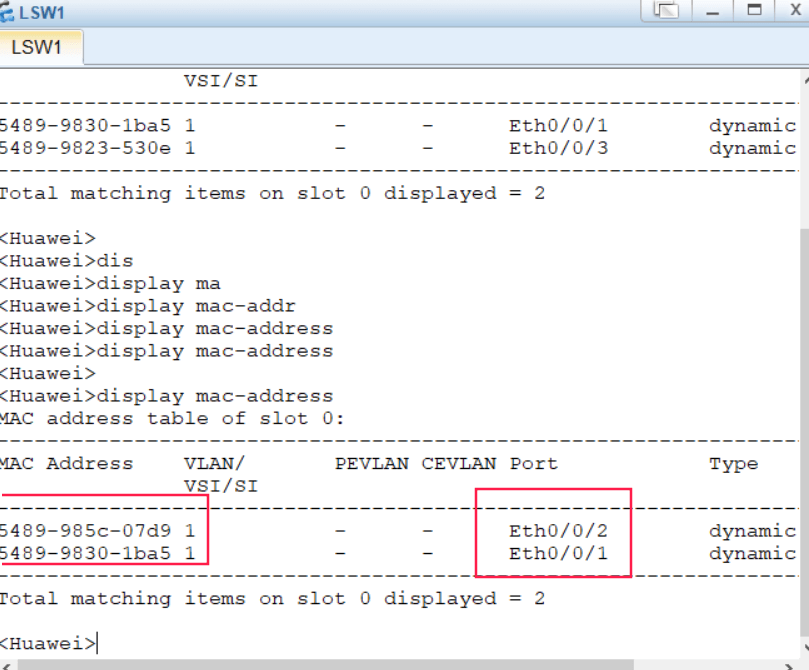 LSW1
LSW1
VSI/SI
-------------------------------------------------------------------------------
5489-9830-1ba5 1 - - Eth0/0/1 dynamic
5489-9823-530e 1 - - Eth0/0/3 dynamic
-------------------------------------------------------------------------------
Total matching items on slot 0 displayed = 2
<Huawei>
<Huawei>dis
<Huawei>display ma
<Huawei>display mac-addr
<Huawei>display mac-address
<Huawei>display mac-address
<Huawei>
<Huawei>display mac-address
MAC address table of slot 0:
-------------------------------------------------------------------------------
MAC Address VLAN/ PEVLAN CEVLAN Port Type
VSI/SI
-------------------------------------------------------------------------------
5489-985c-07d9 1 - - Eth0/0/2 dynamic
5489-9830-1ba5 1 - - Eth0/0/1 dynamic
-------------------------------------------------------------------------------
Total matching items on slot 0 displayed = 2
<Huawei>